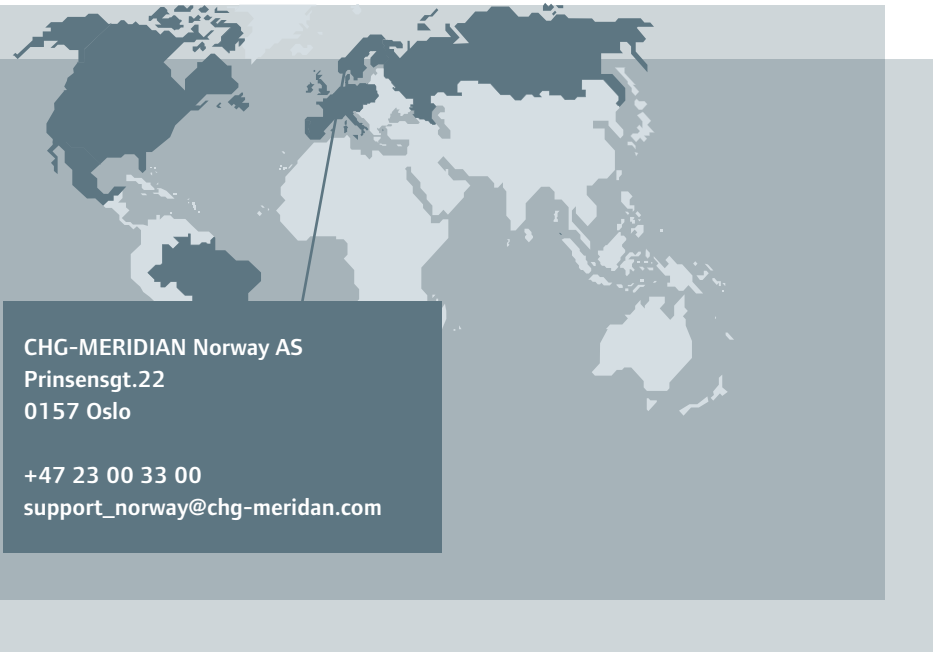 CHG-MERIDIAN Norway AS
Prinsensgt.22
0157 Oslo
+47 23 00 33 00
support_norway@chg-meridan.com